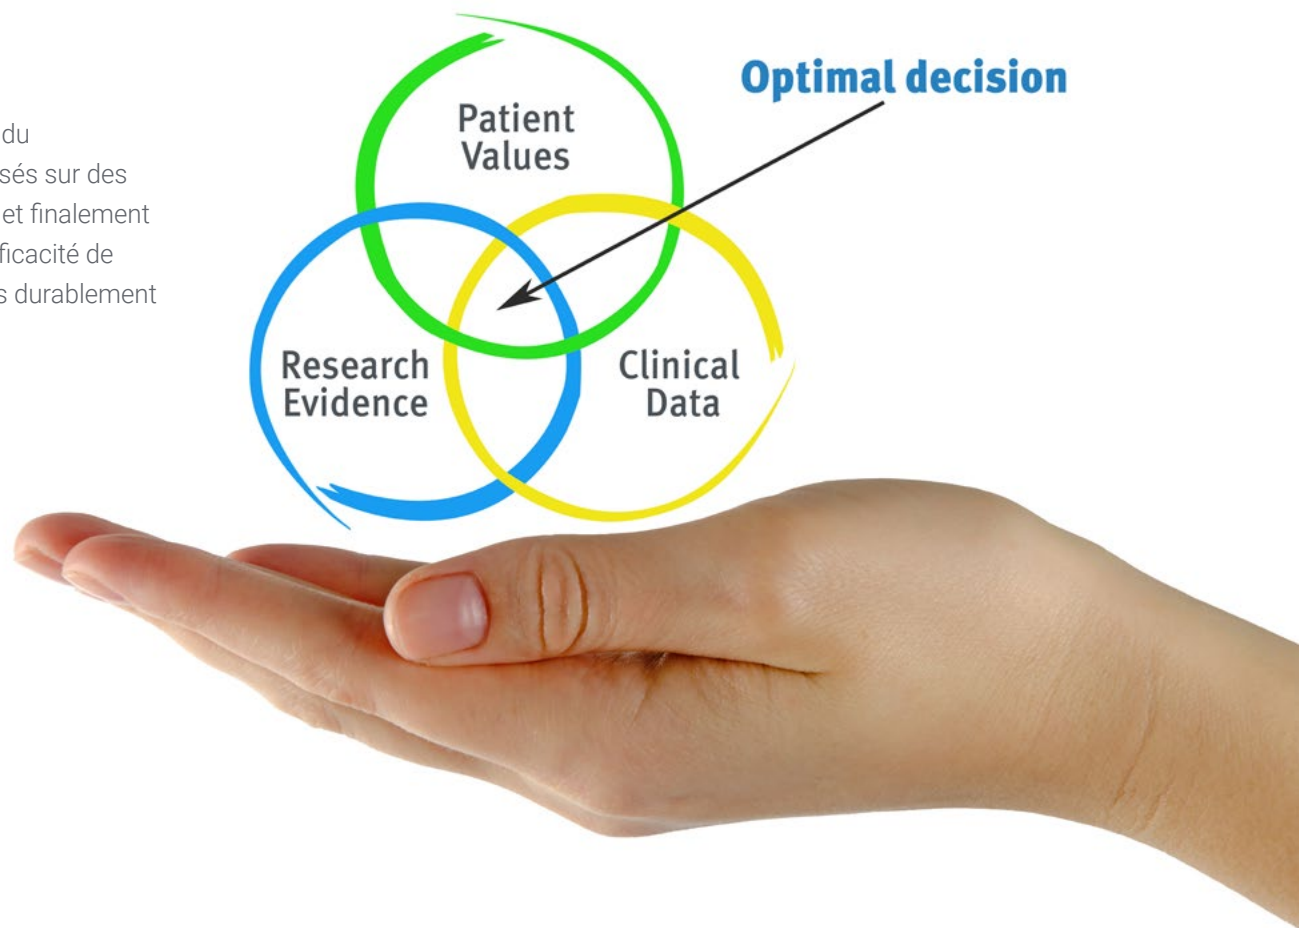 du
sés sur des
et finalement
ficacité de
s durablement
Optimal decision
Patient
Values
Research
Evidence
Clinical
Data